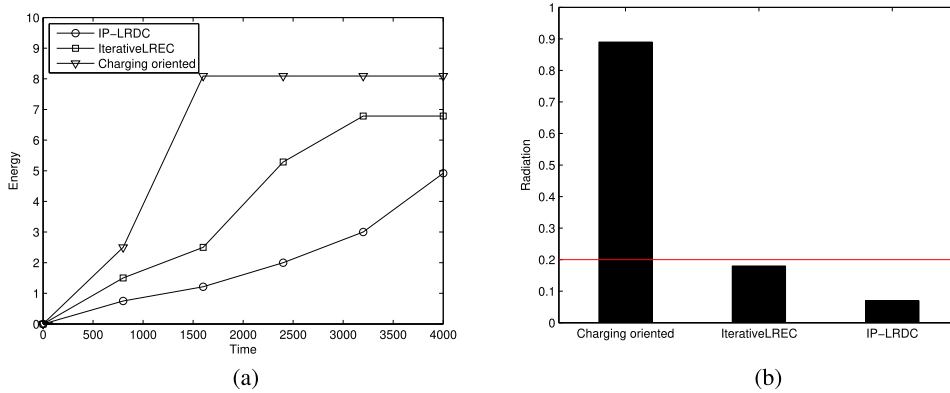 10
9
8
7
6
5
4
3
2
1
0
Energy
IP−LRDC
IterativeLREC
Charging oriented
0 500 1000 1500 2000 2500 3000 3500 4000
Time
(a)
1
0.9
0.8
0.7
0.6
0.5
0.4
0.3
0.2
0.1
0
Radiation
Charging oriented IterativeLREC IP−LRDC
(b)